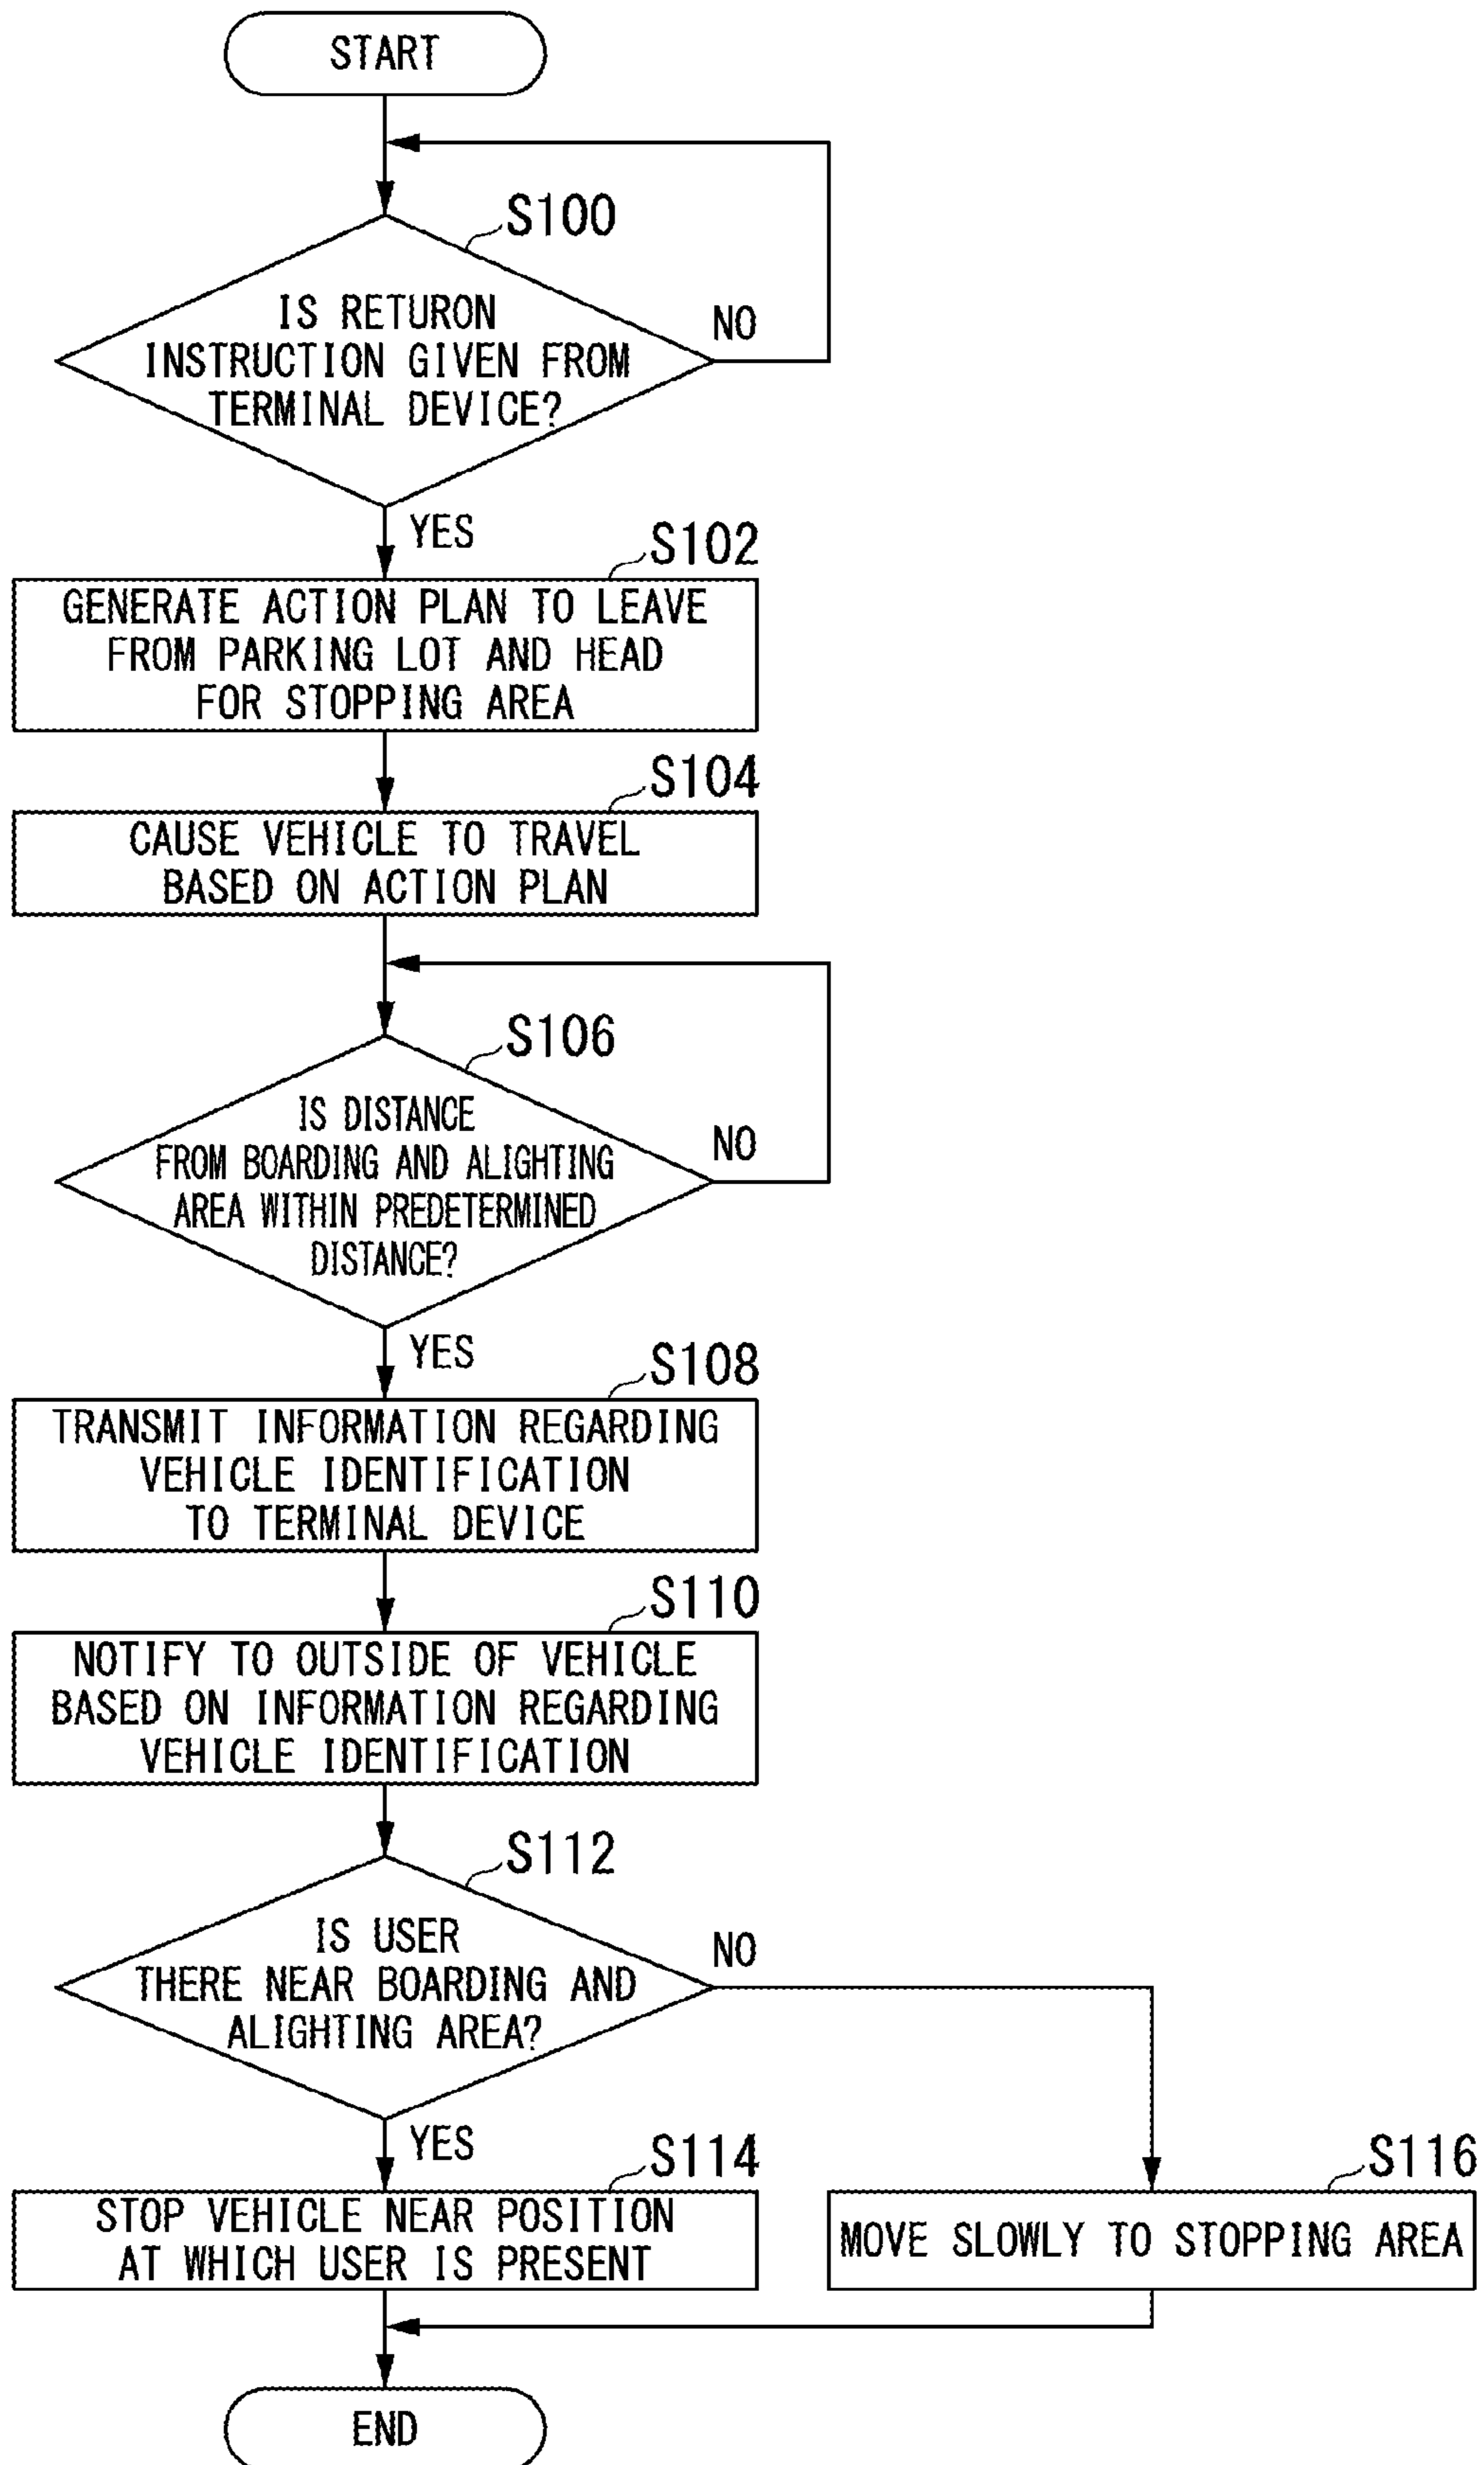 START
S100
IS RETURON
INSTRUCTION GIVEN FROM
TERMINAL DEVICE?
NO
YES
S102
GENERATE ACTION PLAN TO LEAVE
FROM PARKING LOT AND HEAD
FOR STOPPING AREA
S104
CAUSE VEHICLE TO TRAVEL
BASED ON ACTION PLAN
S106
IS DISTANCE
FROM BOARDING AND ALIGHTING
AREA WITHIN PREDETERMINED
DISTANCE?
NO
YES
S108
TRANSMIT INFORMATION REGARDING
VEHICLE IDENTIFICATION
TO TERMINAL DEVICE
S110
NOTIFY TO OUTSIDE OF VEHICLE
BASED ON INFORMATION REGARDING
VEHICLE IDENTIFICATION
S112
IS USER
THERE NEAR BOARDING AND
ALIGHTING AREA?
NO
YES
S114
STOP VEHICLE NEAR POSITION
AT WHICH USER IS PRESENT
S116
MOVE SLOWLY TO STOPPING AREA
END